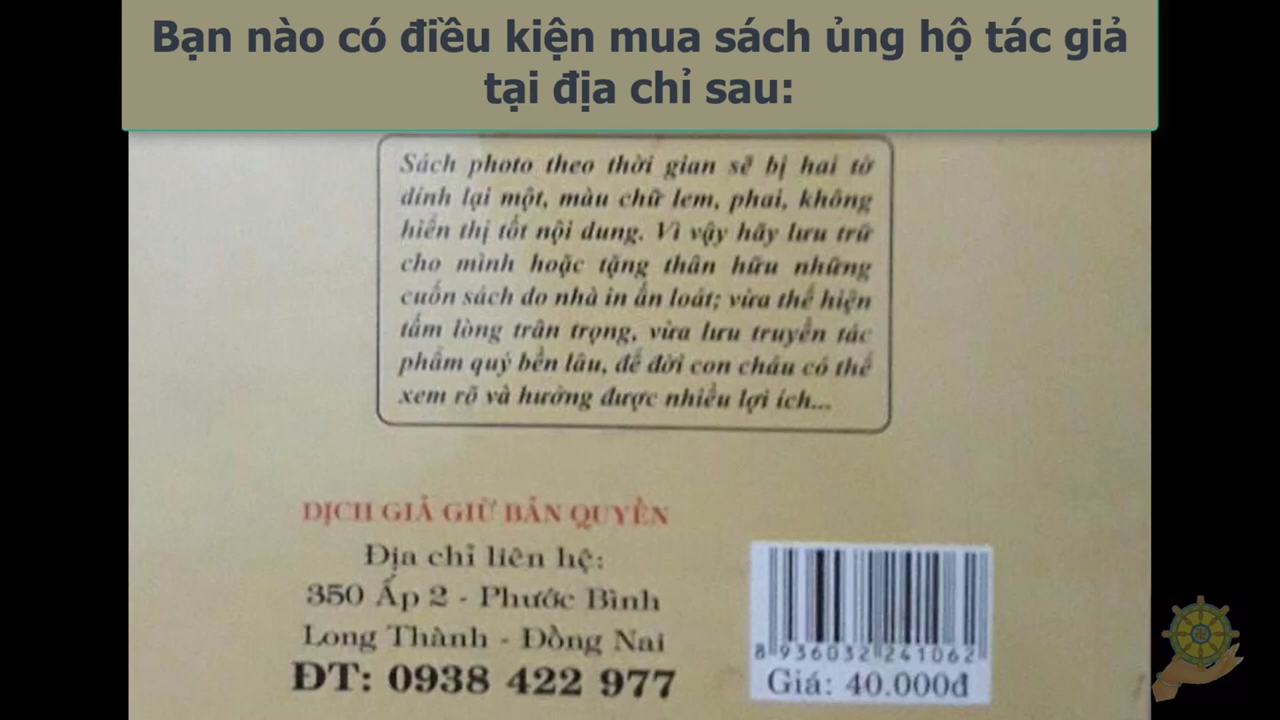 Bạn nào có điều kiện mua sách ủng hộ tác giả
tại địa chỉ sau:
Sách photo theo thời gian sẽ bị hai tờ
dính lại một, màu chữ lem, phai, không
hiển thị tốt nội dung. Vì vậy hãy lưu trữ
cho mình hoặc tặng thân hữu những
cuốn sách do nhà in ấn loát; vừa thể hiện
tấm lòng trân trọng, vừa lưu truyền tác
phẩm quý bền lâu, để đời con cháu có thể
xem rõ và hưởng được nhiều lợi ích...
DỊCH GIẢ GIỮ BẢN QUYỀN
Địa chỉ liên hệ:
350 Ấp 2 - Phước Bình
Long Thành - Đồng Nai
ĐT: 0938 422 977
8 936032 241062
Giá: 40.000đ